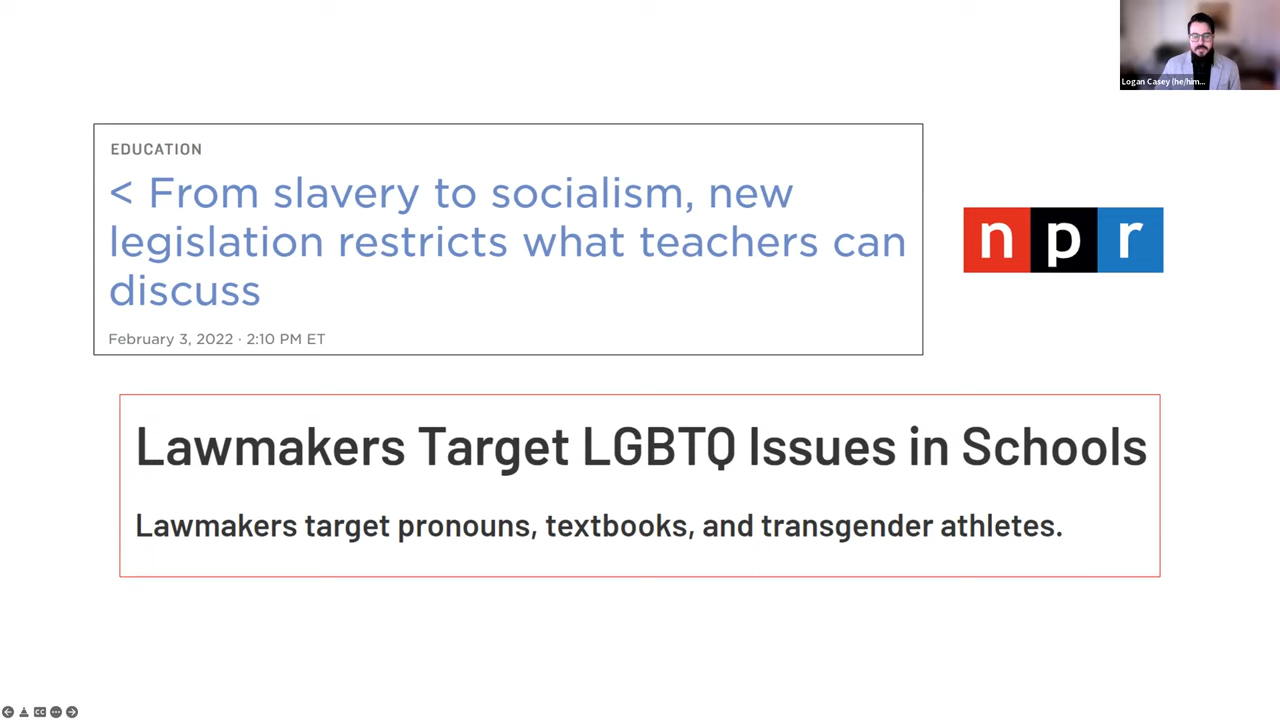 Logan Casey (he/him...
EDUCATION
< From slavery to socialism, new
legislation restricts what teachers can
discuss
February 3, 2022 · 2:10 PM ET
npr
Lawmakers Target LGBTQ Issues in Schools
Lawmakers target pronouns, textbooks, and transgender athletes.
CC